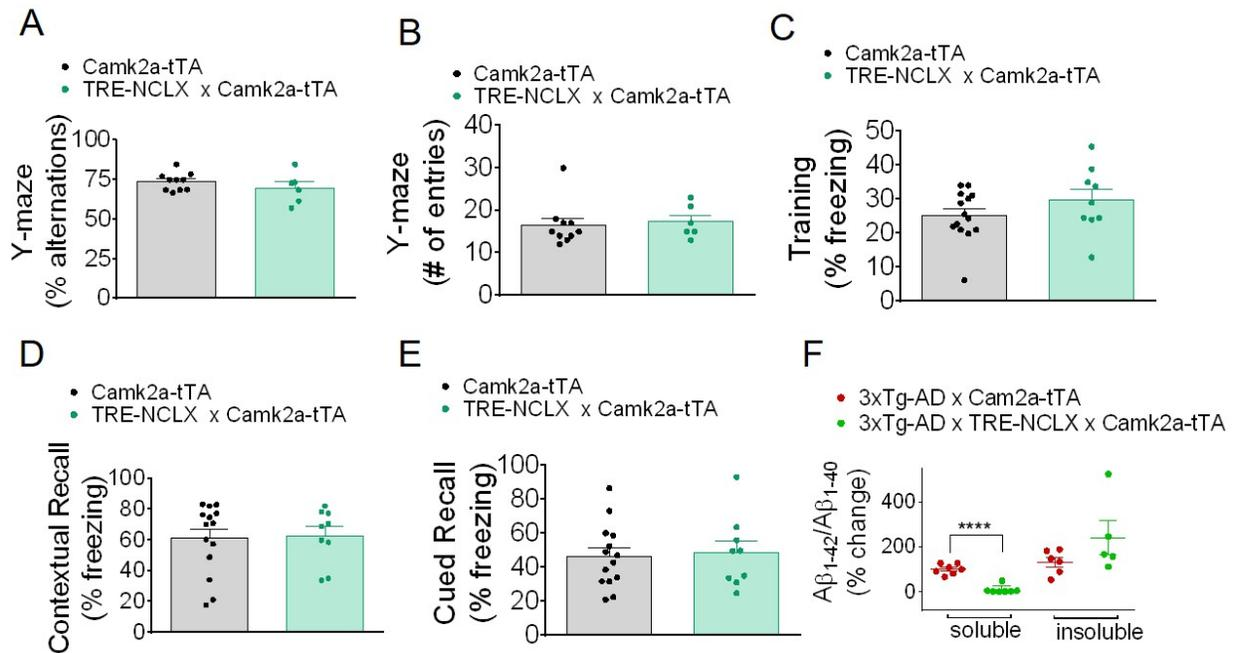 A
Camk2a-tTA
TRE-NCLX x Camk2a-tTA
Y-maze
(% alternations)
100
75
50
25
0
B
Camk2a-tTA
TRE-NCLX x Camk2a-tTA
Y-maze
(# of entries)
40
30
20
10
0
C
Camk2a-tTA
TRE-NCLX x Camk2a-tTA
Training
(% freezing)
50
40
30
20
10
0
D
Camk2a-tTA
TRE-NCLX x Camk2a-tTA
Contextual Recall
(% freezing)
100
80
60
40
20
0
E
Camk2a-tTA
TRE-NCLX x Camk2a-tTA
Cued Recall
(% freezing)
100
80
60
40
20
0
F
3xTg-AD x Cam2a-tTA
3xTg-AD x TRE-NCLX x Camk2a-tTA
Aβ1-42/Aβ1-40
(% change)
400
200
0
****
soluble
insoluble